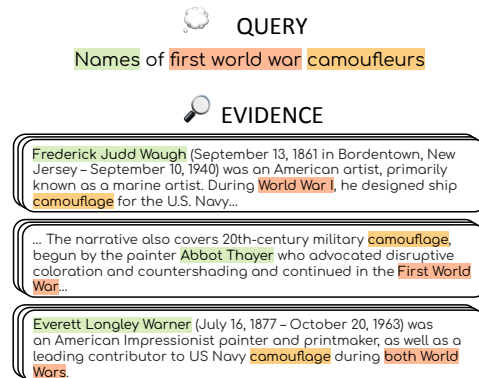 QUERY
Names of first world war camoufleurs
EVIDENCE
Frederick Judd Waugh (September 13, 1861 in Bordentown, New
Jersey – September 10, 1940) was an American artist, primarily
known as a marine artist. During World War I, he designed ship
camouflage for the U.S. Navy...
... The narrative also covers 20th-century military camouflage,
begun by the painter Abbot Thayer who advocated disruptive
coloration and countershading and continued in the First World
War...
Everett Longley Warner (July 16, 1877 – October 20, 1963) was
an American Impressionist painter and printmaker, as well as a
leading contributor to US Navy camouflage during both World
Wars.